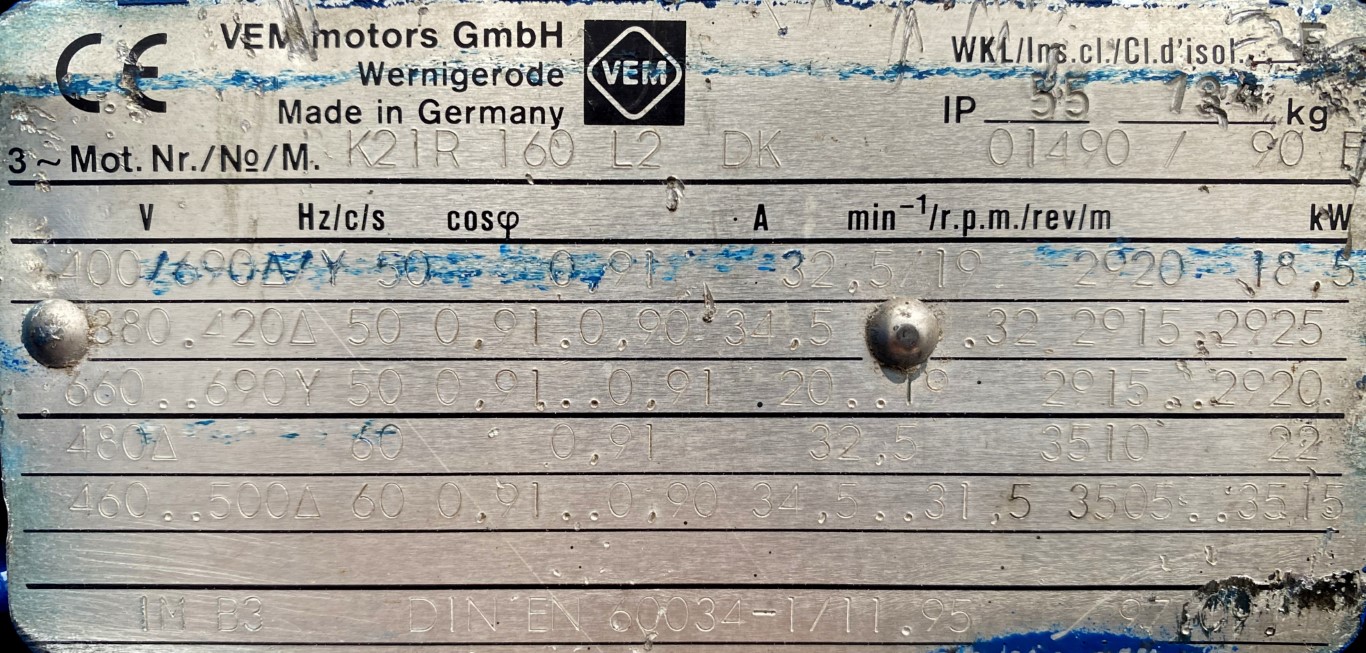 CE VEM motors GmbH VEM WKL/Ins.cl./Cl.d'isol. F
Wernigerode
Made in Germany IP 55 kg
3~Mot. Nr./No/M. K21R 160 L2 DK 01490 / 90
V Hz/c/s cosφ A min⁻¹/r.p.m./rev/m kW
400/690Δ/Y 50 0,91 32,5/19 2920 18,5
380..420Δ 50 0,91..0,90 34,5 .32 2915..2925
660..690Y 50 0,91..0,91 20..19 2915..2920
480Δ 60 0,91 32,5 3510 22
460..500Δ 60 0,91..0,90 34,5..31,5 3505..3515
IM B3 DIN EN 60034-1/11.95